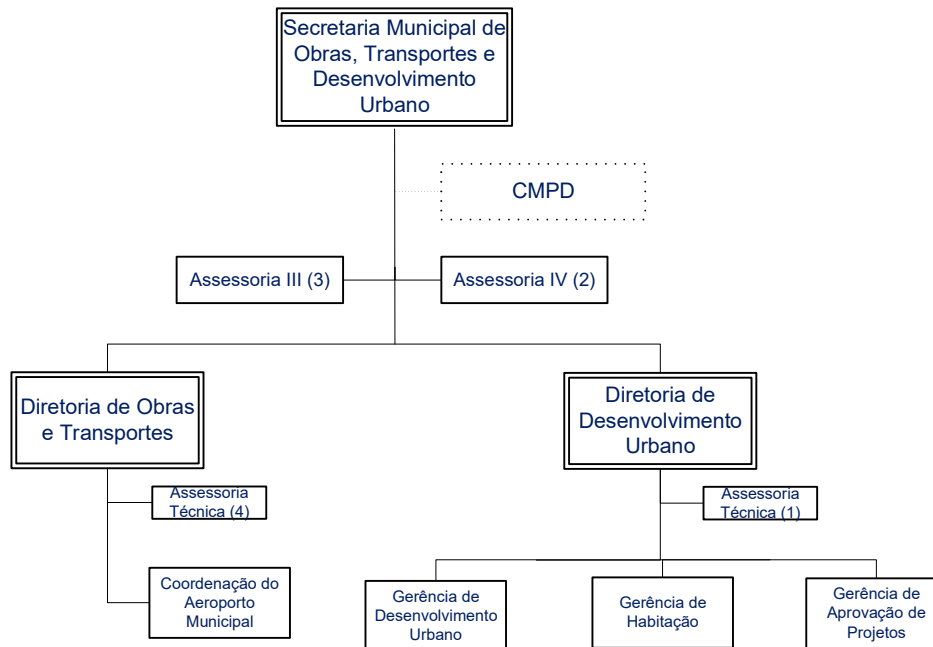 Secretaria Municipal de
Obras, Transportes e
Desenvolvimento
Urbano
CMPD
Assessoria III (3)
Assessoria IV (2)
Diretoria de Obras
e Transportes
Diretoria de
Desenvolvimento
Urbano
Assessoria
Técnica (4)
Assessoria
Técnica (1)
Coordenação do
Aeroporto
Municipal
Gerência de
Desenvolvimento
Urbano
Gerência de
Habitação
Gerência de
Aprovação de
Projetos